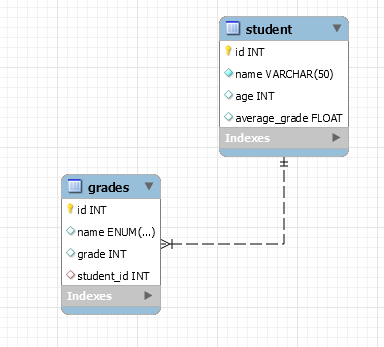 student
id INT
name VARCHAR(50)
age INT
average_grade FLOAT
Indexes
grades
id INT
name ENUM(...)
grade INT
student_id INT
Indexes